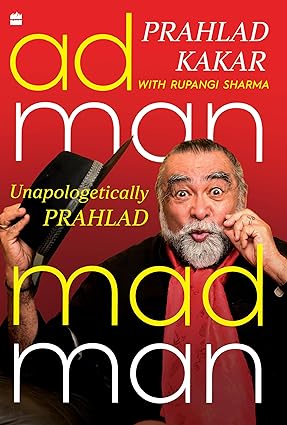 PRAHLAD
KAKAR
WITH RUPANGI SHARMA
ad
man
Unapologetically
PRAHLAD
mad
man